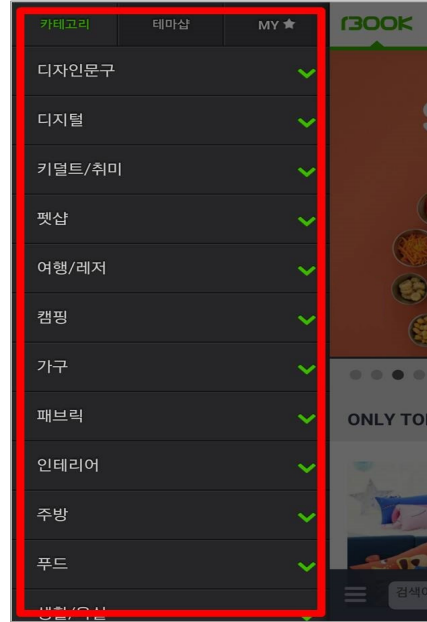 카테고리 테마샵 MY ★
디자인문구
디지털
키덜트/취미
펫샵
여행/레저
캠핑
가구
패브릭
인테리어
주방
푸드
BOOK
ONLY